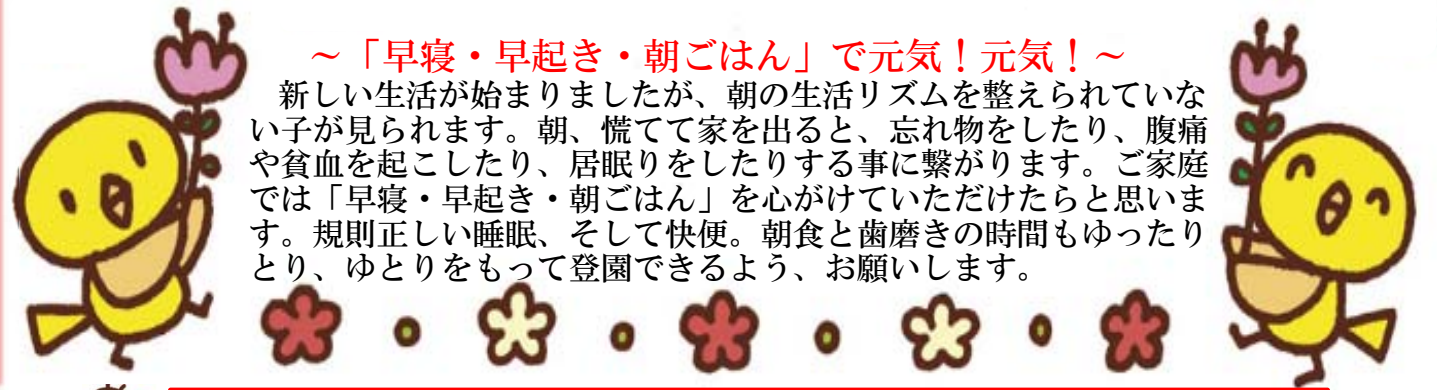 ～「早寝・早起き・朝ごはん」で元気！元気！～
新しい生活が始まりましたが、朝の生活リズムを整えられていな
い子が見られます。朝、慌てて家を出ると、忘れ物をしたり、腹痛
や貧血を起こしたり、居眠りをしたりする事に繋がります。ご家庭
では「早寝・早起き・朝ごはん」を心がけていただけたらと思いま
す。規則正しい睡眠、そして快便。朝食と歯磨きの時間もゆったり
とり、ゆとりをもって登園できるよう、お願いします。